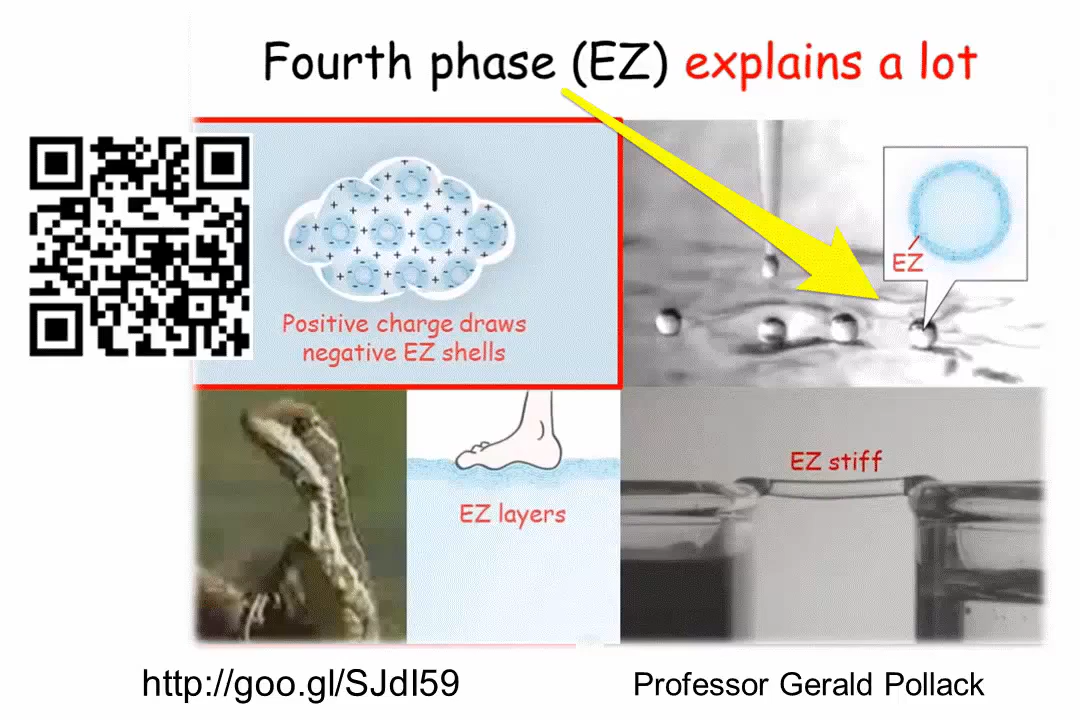 Fourth phase (EZ) explains a lot
Positive charge draws
negative EZ shells
EZ
EZ layers
EZ stiff
http://goo.gl/SJdI59
Professor Gerald Pollack